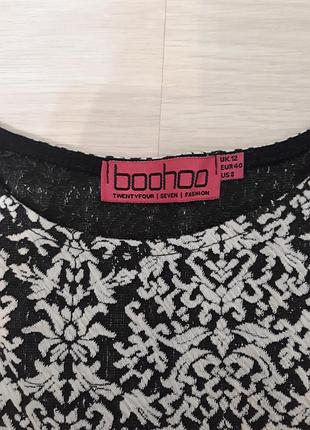 boohoo
TWENTYFOUR | SEVEN | FASHION
UK 12
EUR 40
US 8